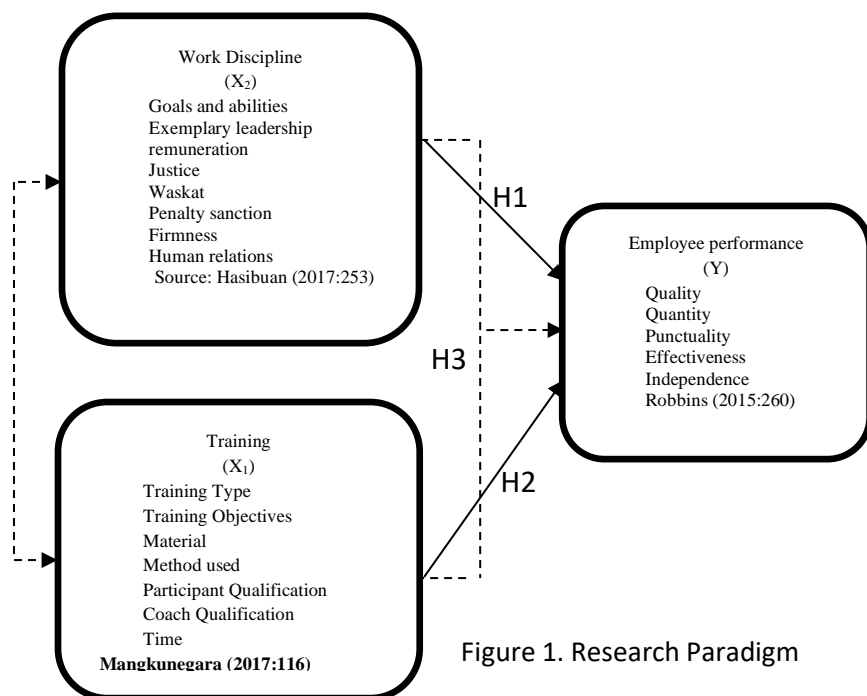 Work Discipline
(X₂)
Goals and abilities
Exemplary leadership
remuneration
Justice
Waskat
Penalty sanction
Firmness
Human relations
Source: Hasibuan (2017:253)
H1
Employee performance
(Y)
Quality
Quantity
Punctuality
Effectiveness
Independence
Robbins (2015:260)
H3
H2
Training
(X₁)
Training Type
Training Objectives
Material
Method used
Participant Qualification
Coach Qualification
Time
Mangkunegara (2017:116)
Figure 1. Research Paradigm